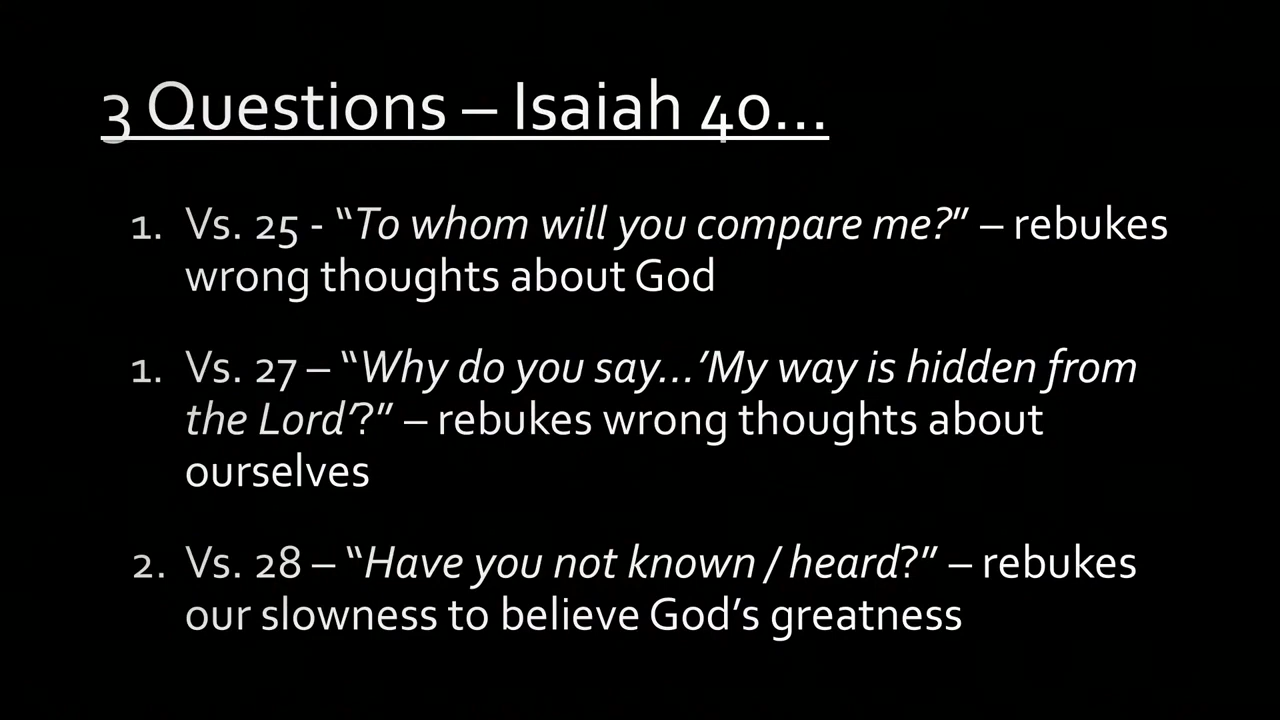 3 Questions – Isaiah 40...
1. Vs. 25 - “To whom will you compare me?” – rebukes
wrong thoughts about God
1. Vs. 27 – “Why do you say...’My way is hidden from
the Lord’?” – rebukes wrong thoughts about
ourselves
2. Vs. 28 – “Have you not known / heard?” – rebukes
our slowness to believe God’s greatness